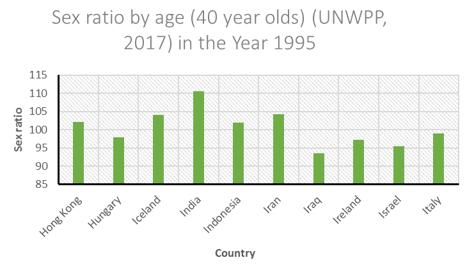 Sex ratio by age (40 year olds) (UNWPP,
2017) in the Year 1995
115
110
105
100
95
90
85
Sex ratio
Hong Kong
Hungary
Iceland
India
Indonesia
Iran
Iraq
Ireland
Israel
Italy
Country